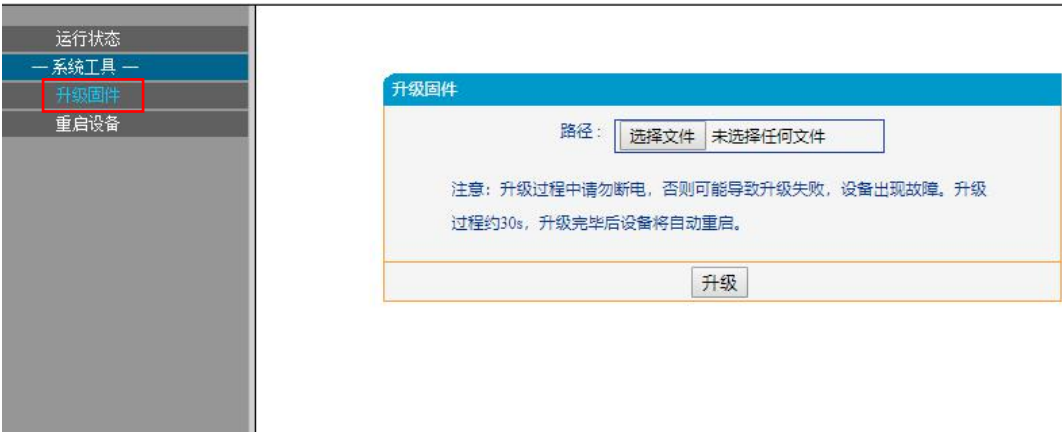 运行状态
— 系统工具 —
升级固件
重启设备
升级固件
路径： 选择文件 未选择任何文件
注意：升级过程中请勿断电，否则可能导致升级失败，设备出现故障。升级
过程约30s，升级完毕后设备将自动重启。
升级